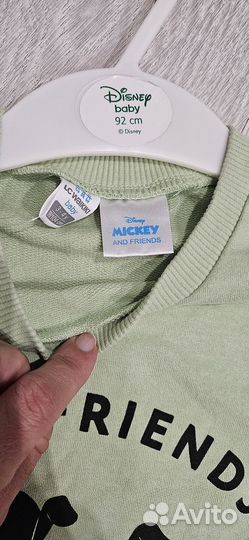 Disney
baby
92 cm
© Disney
LC Waikiki
baby
Disney
MICKEY
AND FRIENDS
FRIENDS
Avito